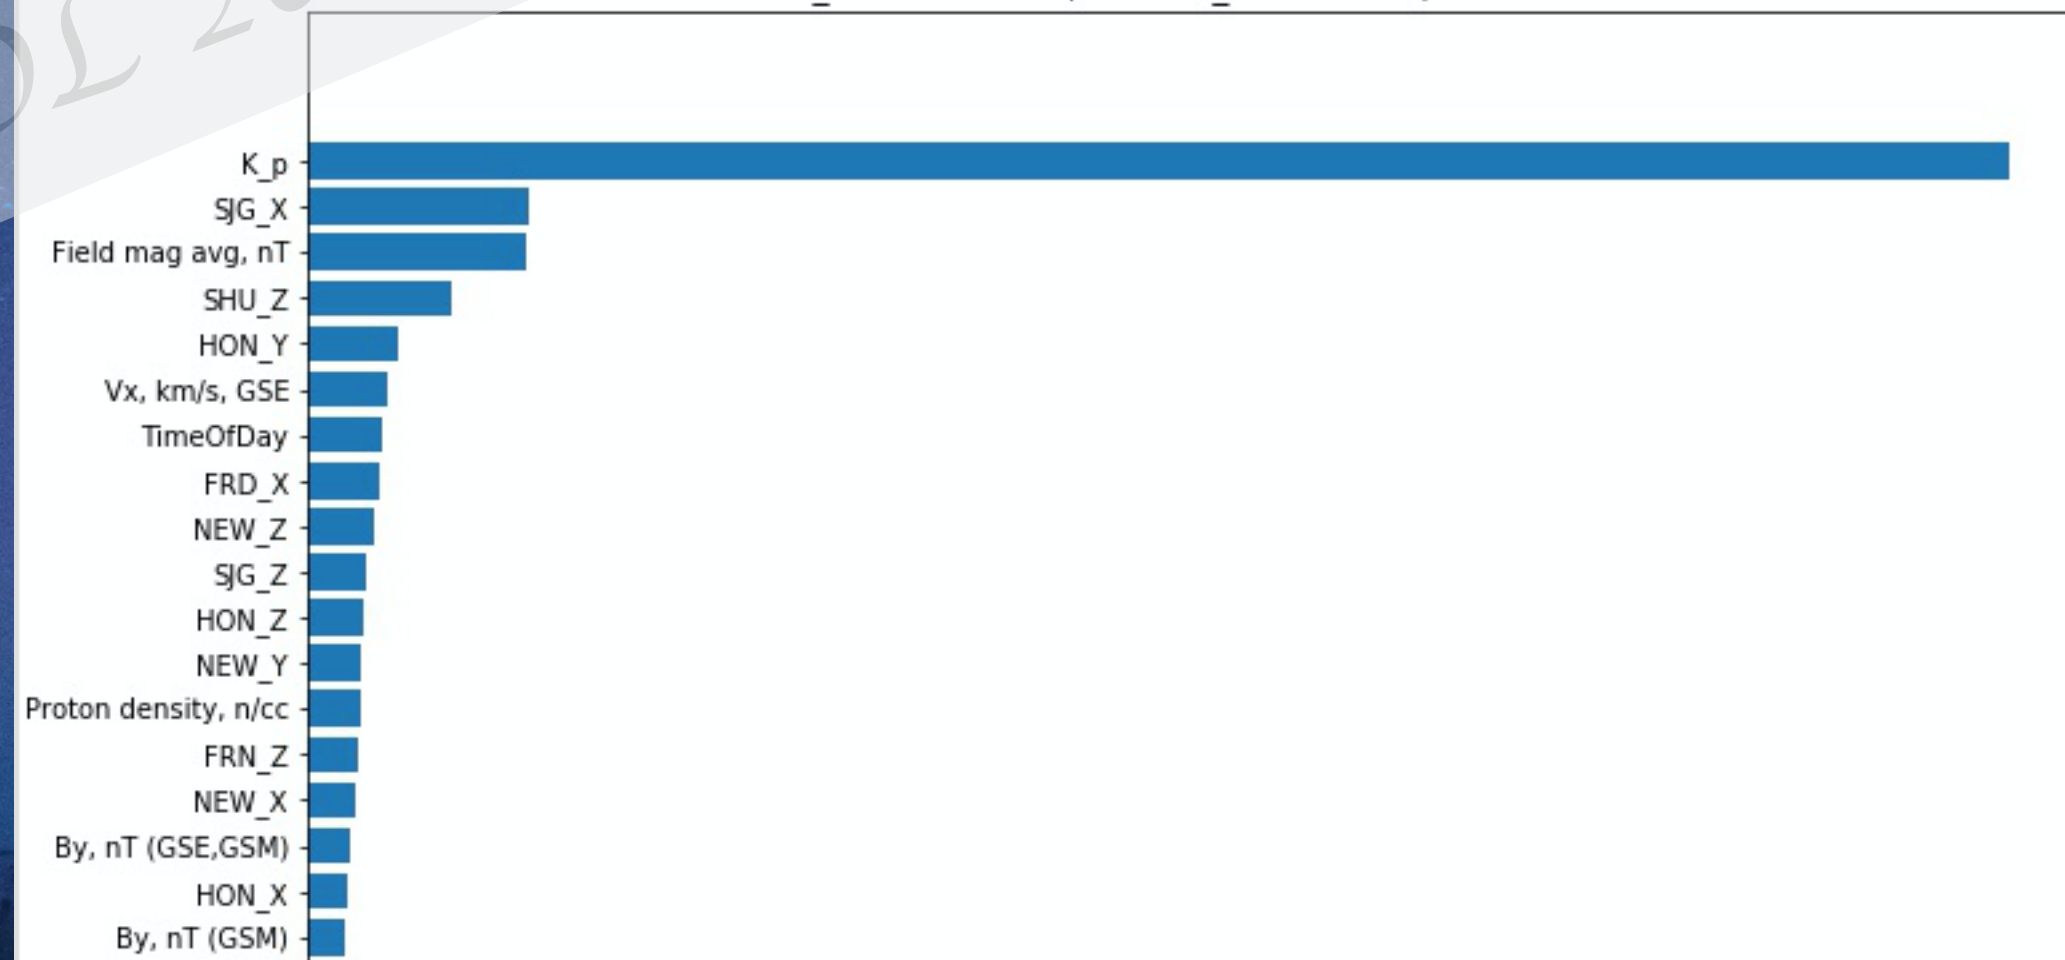 K_p
SJG_X
Field mag avg, nT
SHU_Z
HON_Y
Vx, km/s, GSE
TimeOfDay
FRD_X
NEW_Z
SJG_Z
HON_Z
NEW_Y
Proton density, n/cc
FRN_Z
NEW_X
By, nT (GSE,GSM)
HON_X
By, nT (GSM)